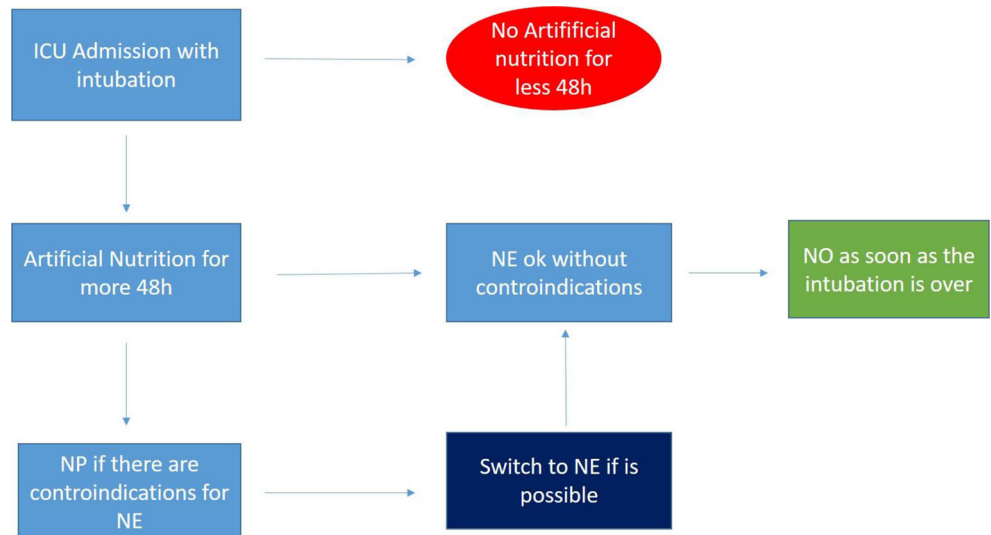 ICU Admission with
intubation
No Artififical
nutrition for
less 48h
Artificial Nutrition for
more 48h
NE ok without
controindications
NO as soon as the
intubation is over
NP if there are
controindications for
NE
Switch to NE if is
possible